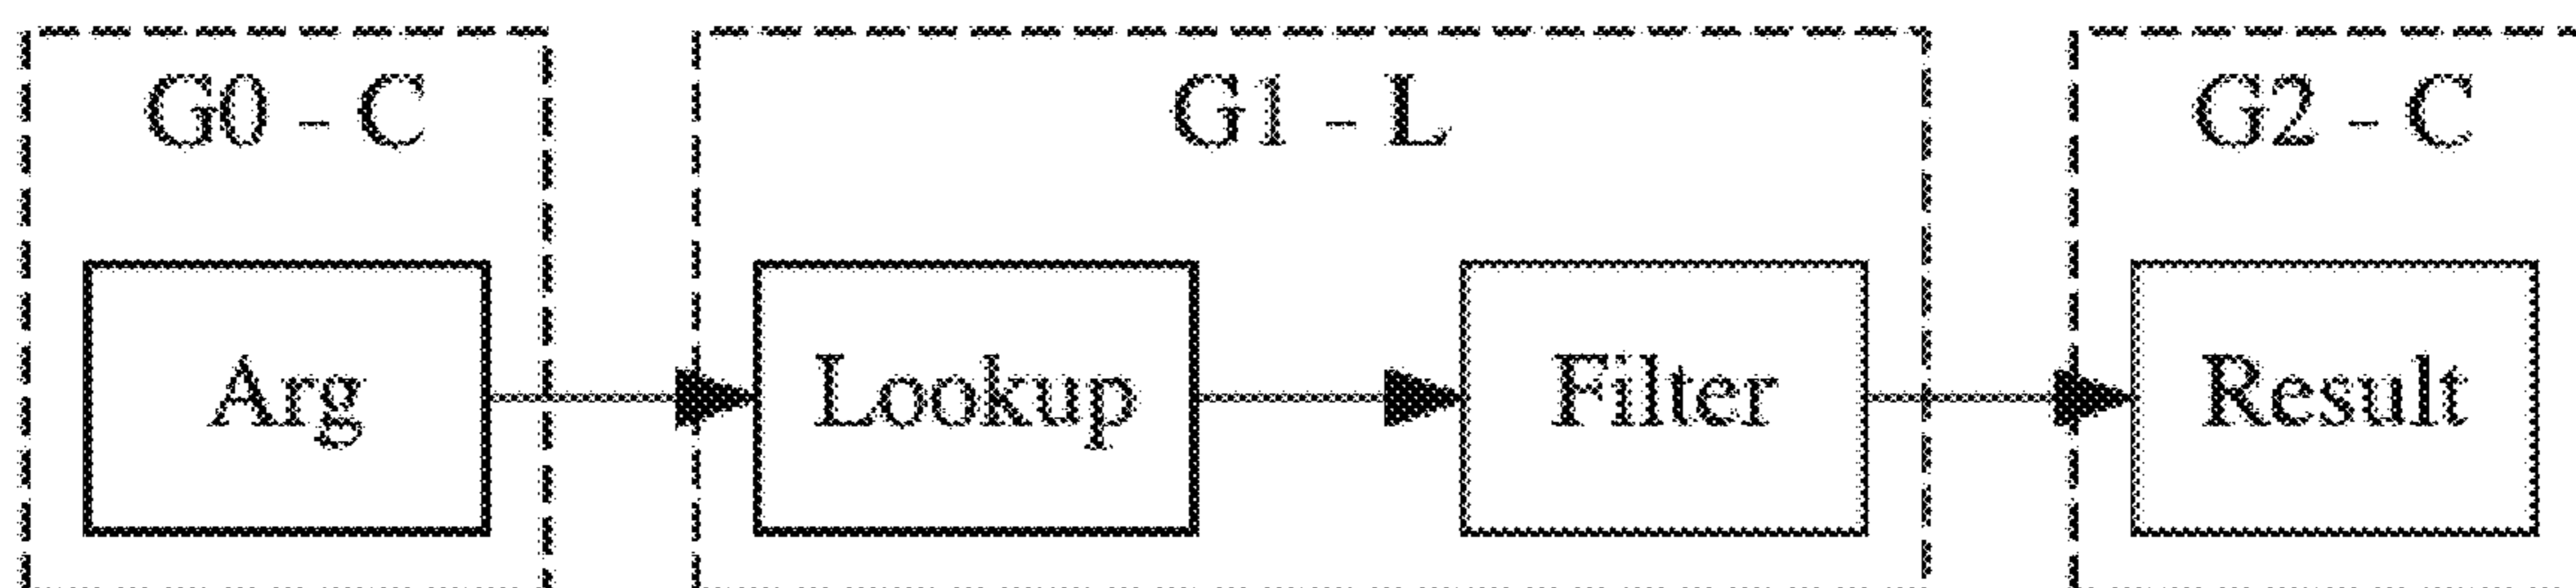 G0 - C
G1 - L
G2 - C
Arg
Lookup
Filter
Result